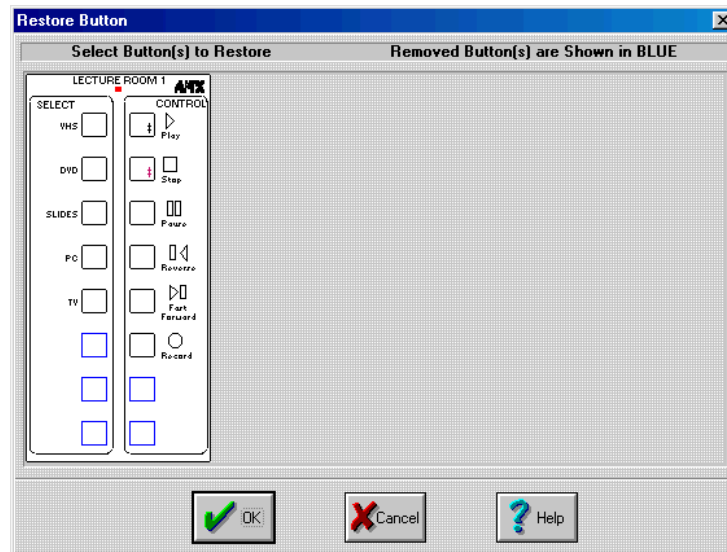 Restore Button
Select Button(s) to Restore
Removed Button(s) are Shown in BLUE
LECTURE ROOM 1
AMX
SELECT
CONTROL
VHS
Play
DVD
Stop
SLIDES
Pause
PC
Reverse
TV
Fast
Forward
Record
OK
Cancel
Help